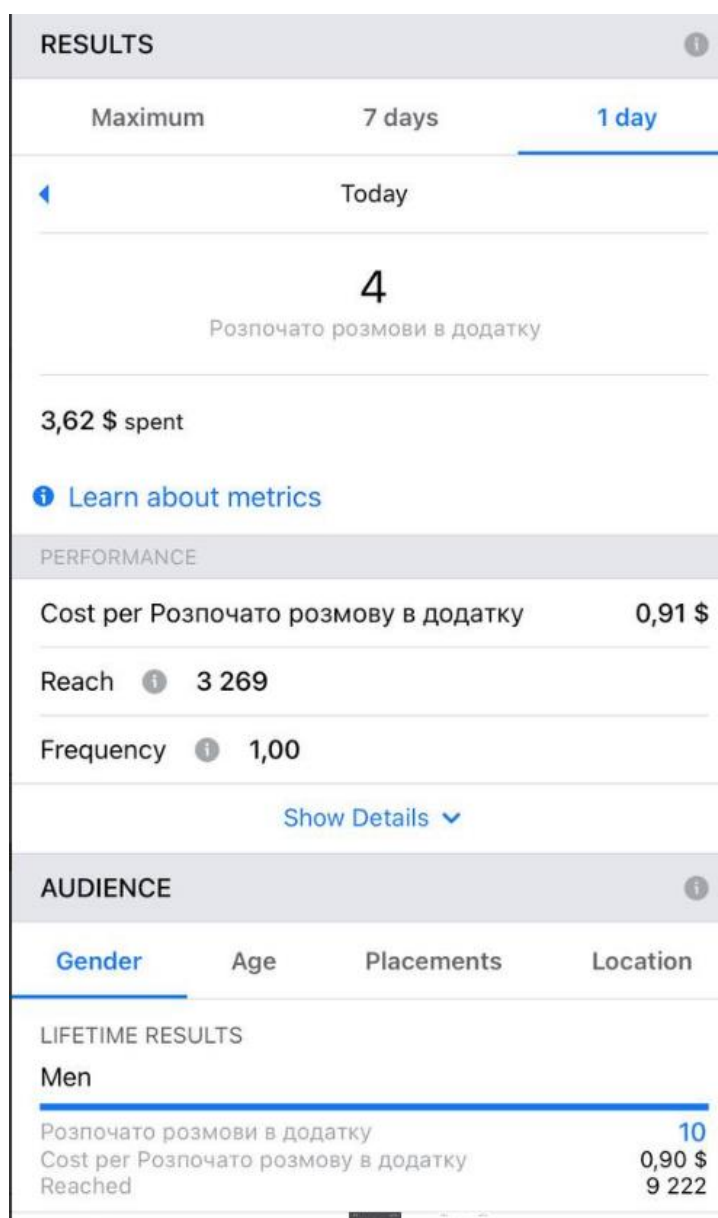 RESULTS
Maximum 7 days 1 day
Today
4
Розпочато розмови в додатку
3,62 $ spent
Learn about metrics
PERFORMANCE
Cost per Розпочато розмову в додатку 0,91 $
Reach 3 269
Frequency 1,00
Show Details
AUDIENCE
Gender Age Placements Location
LIFETIME RESULTS
Men
Розпочато розмови в додатку 10
Cost per Розпочато розмову в додатку 0,90 $
Reached 9 222